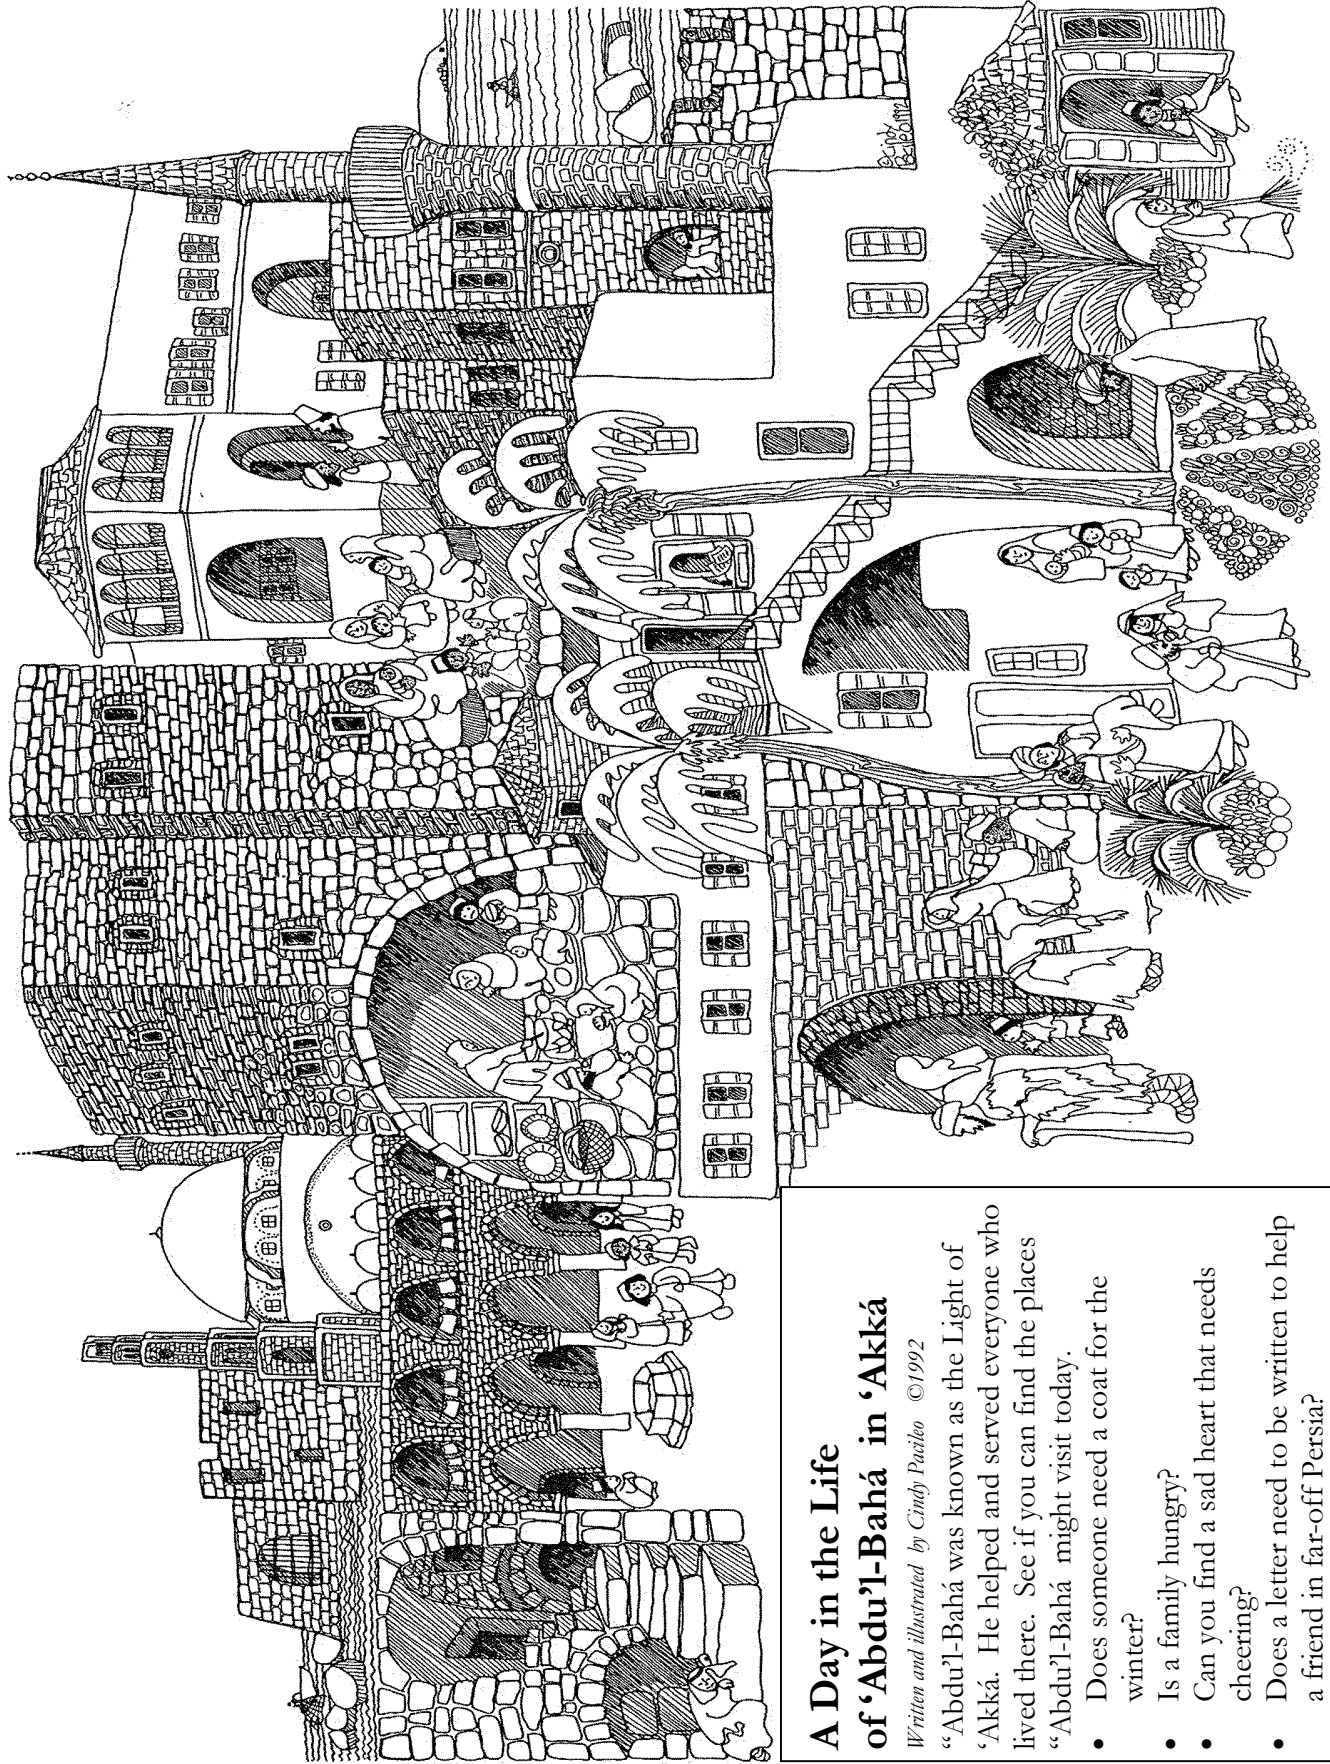 A Day in the Life
of ‘Abdu’l-Bahá in ‘Akká
Written and illustrated by Cindy Pacileo ©1992
“Abdu’l-Bahá was known as the Light of
‘Akká. He helped and served everyone who
lived there. See if you can find the places
“Abdu’l-Bahá might visit today.
• Does someone need a coat for the
winter?
• Is a family hungry?
• Can you find a sad heart that needs
cheering?
• Does a letter need to be written to help
a friend in far-off Persia?
©Cindy
Pacileo 1992